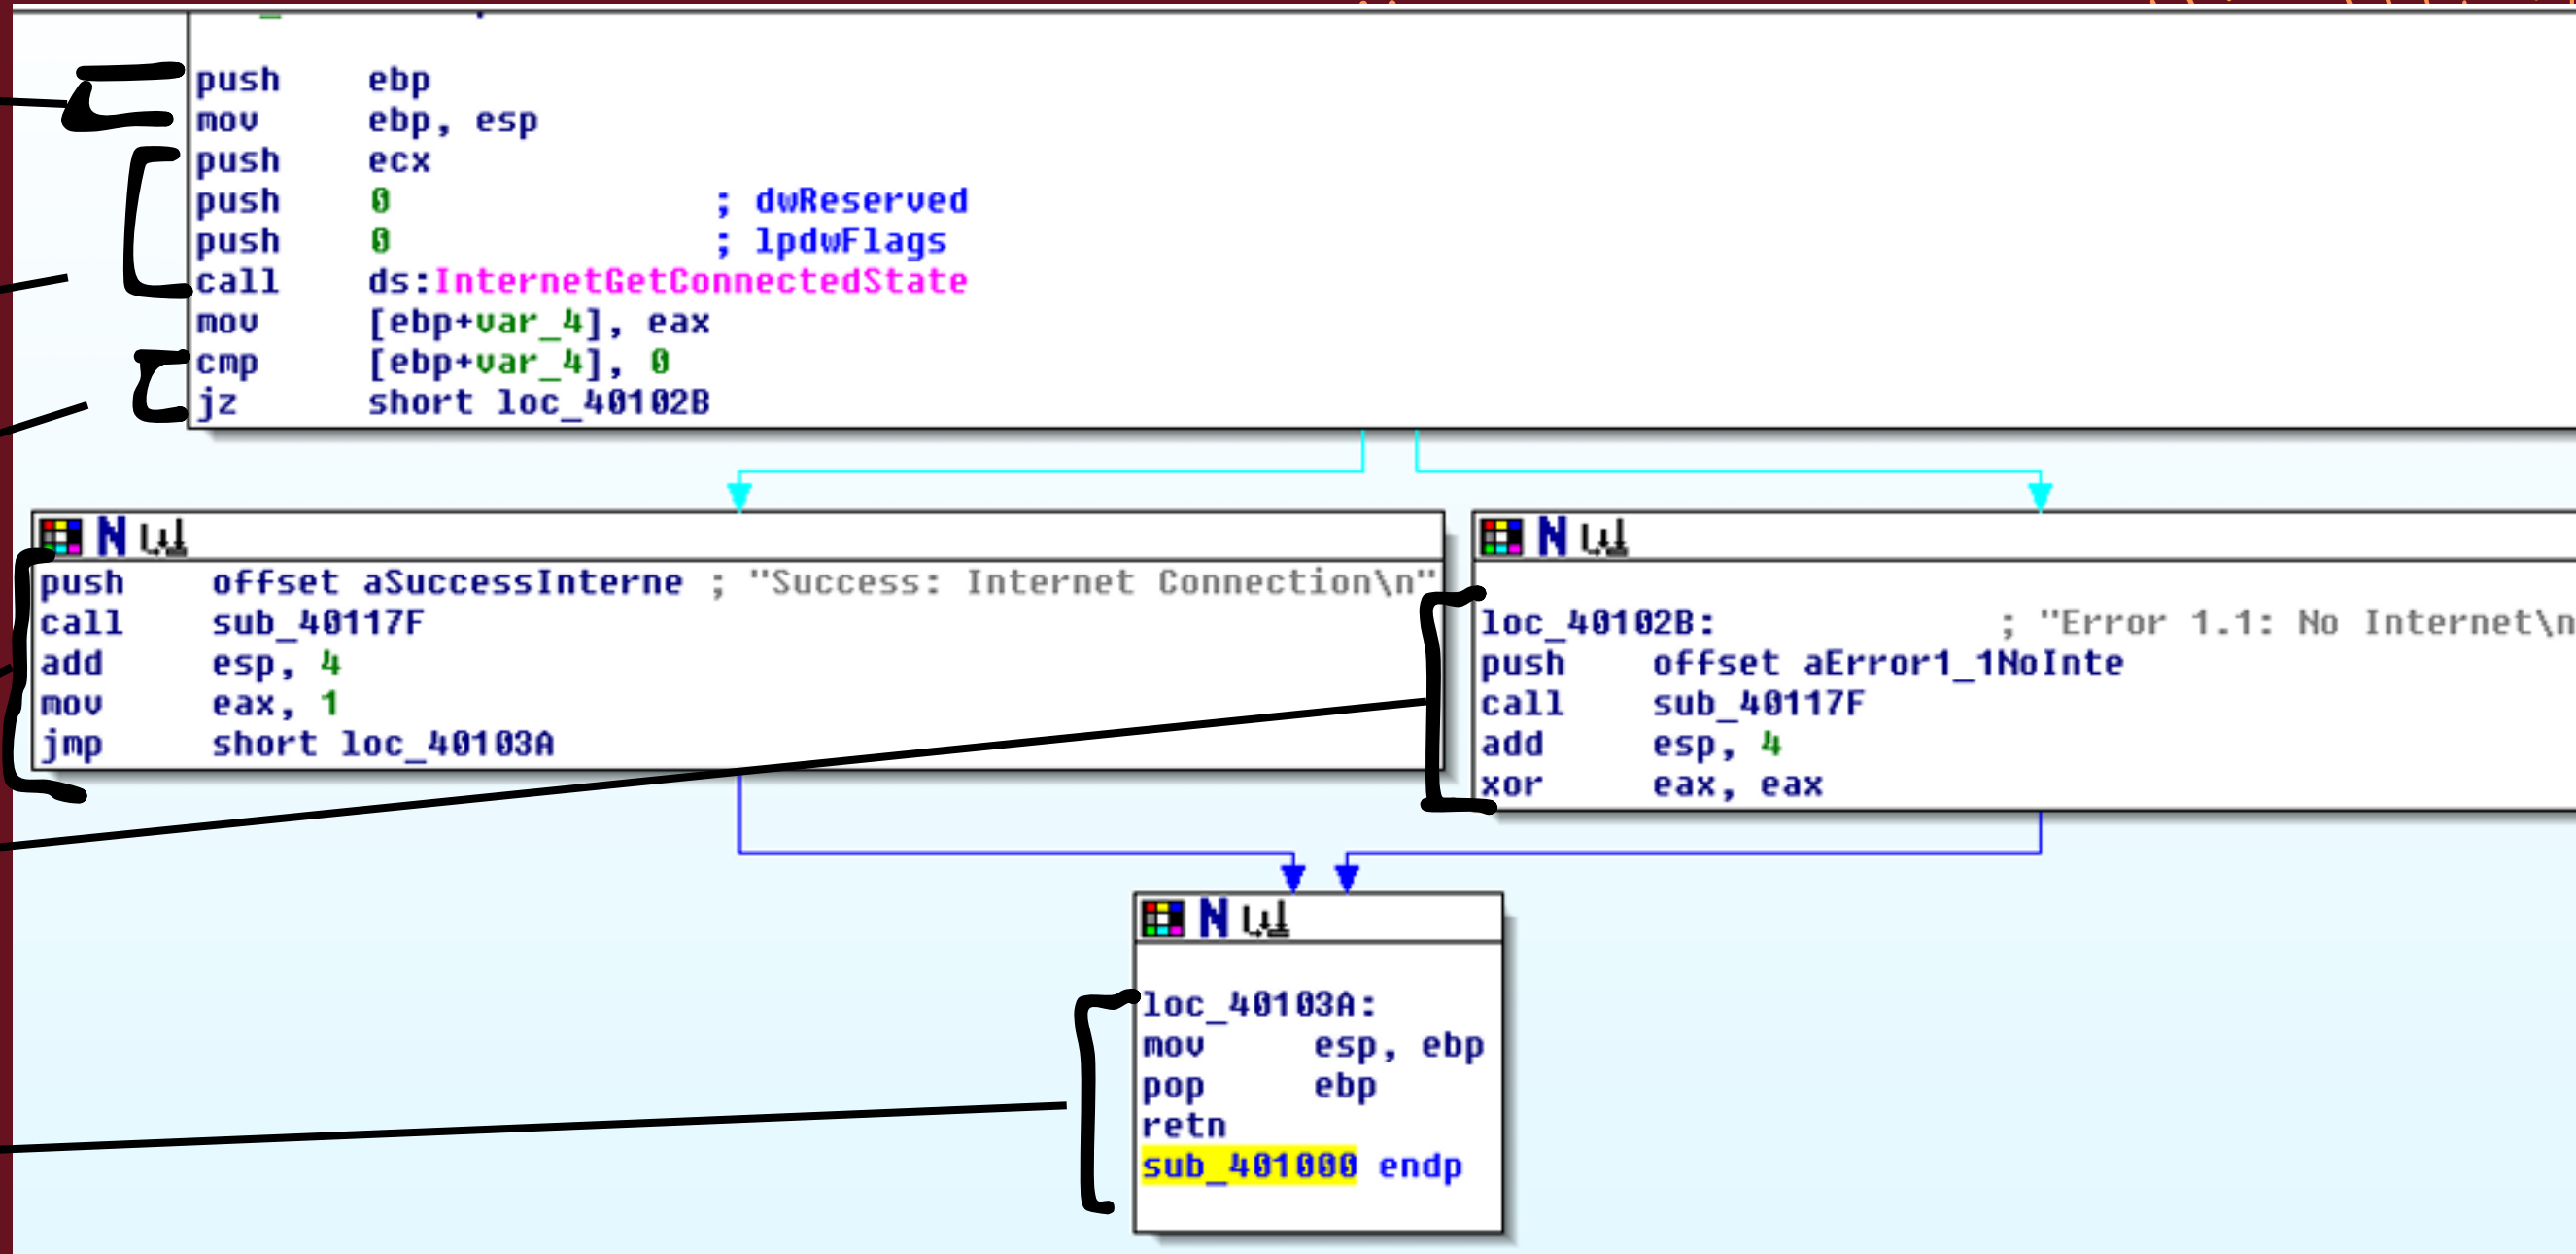 push ebp
mov ebp, esp
push ecx
push 0 ; dwReserved
push 0 ; lpdwFlags
call ds:InternetGetConnectedState
mov [ebp+var_4], eax
cmp [ebp+var_4], 0
jz short loc_40102B
N
push offset aSuccessInterne ; "Success: Internet Connection\n"
call sub_40117F
add esp, 4
mov eax, 1
jmp short loc_40103A
N
loc_40102B: ; "Error 1.1: No Internet\n
push offset aError1_1NoInte
call sub_40117F
add esp, 4
xor eax, eax
N
loc_40103A:
mov esp, ebp
pop ebp
retn
sub_401000 endp